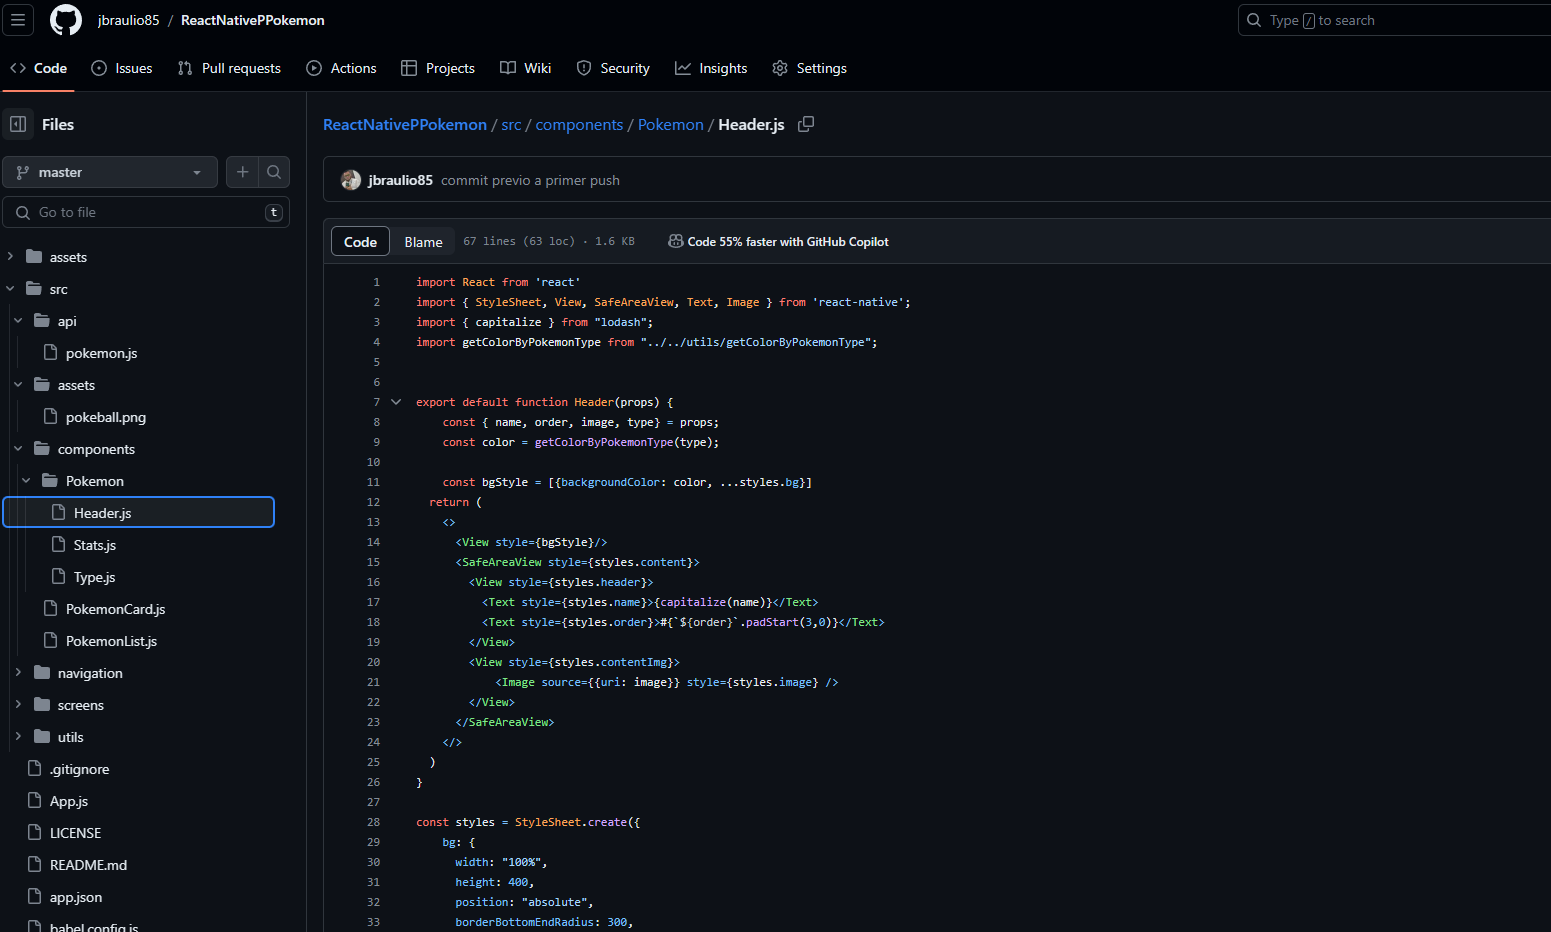 jbraulio85 / ReactNativePPokemon
Type / to search
Code Issues Pull requests Actions Projects Wiki Security Insights Settings
Files
master
Go to file t
assets
src
api
pokemon.js
assets
pokeball.png
components
Pokemon
Header.js
Stats.js
Type.js
PokemonCard.js
PokemonList.js
navigation
screens
utils
.gitignore
App.js
LICENSE
README.md
app.json
babel.config.js
ReactNativePPokemon / src / components / Pokemon / Header.js
jbraulio85 commit previo a primer push
Code Blame 67 lines (63 loc) · 1.6 KB Code 55% faster with GitHub Copilot
1 import React from 'react'
2 import { StyleSheet, View, SafeAreaView, Text, Image } from 'react-native';
3 import { capitalize } from "lodash";
4 import getColorByPokemonType from "../../utils/getColorByPokemonType";
5
6
7 export default function Header(props) {
8 const { name, order, image, type} = props;
9 const color = getColorByPokemonType(type);
10
11 const bgStyle = [{backgroundColor: color, ...styles.bg}]
12 return (
13 <>
14 <View style={bgStyle}/>
15 <SafeAreaView style={styles.content}>
16 <View style={styles.header}>
17 <Text style={styles.name}>{capitalize(name)}</Text>
18 <Text style={styles.order}>#{`${order}`.padStart(3,0)}</Text>
19 </View>
20 <View style={styles.contentImg}>
21 <Image source={{uri: image}} style={styles.image} />
22 </View>
23 </SafeAreaView>
24 </>
25 )
26 }
27
28 const styles = StyleSheet.create({
29 bg: {
30 width: "100%",
31 height: 400,
32 position: "absolute",
33 borderBottomEndRadius: 300,